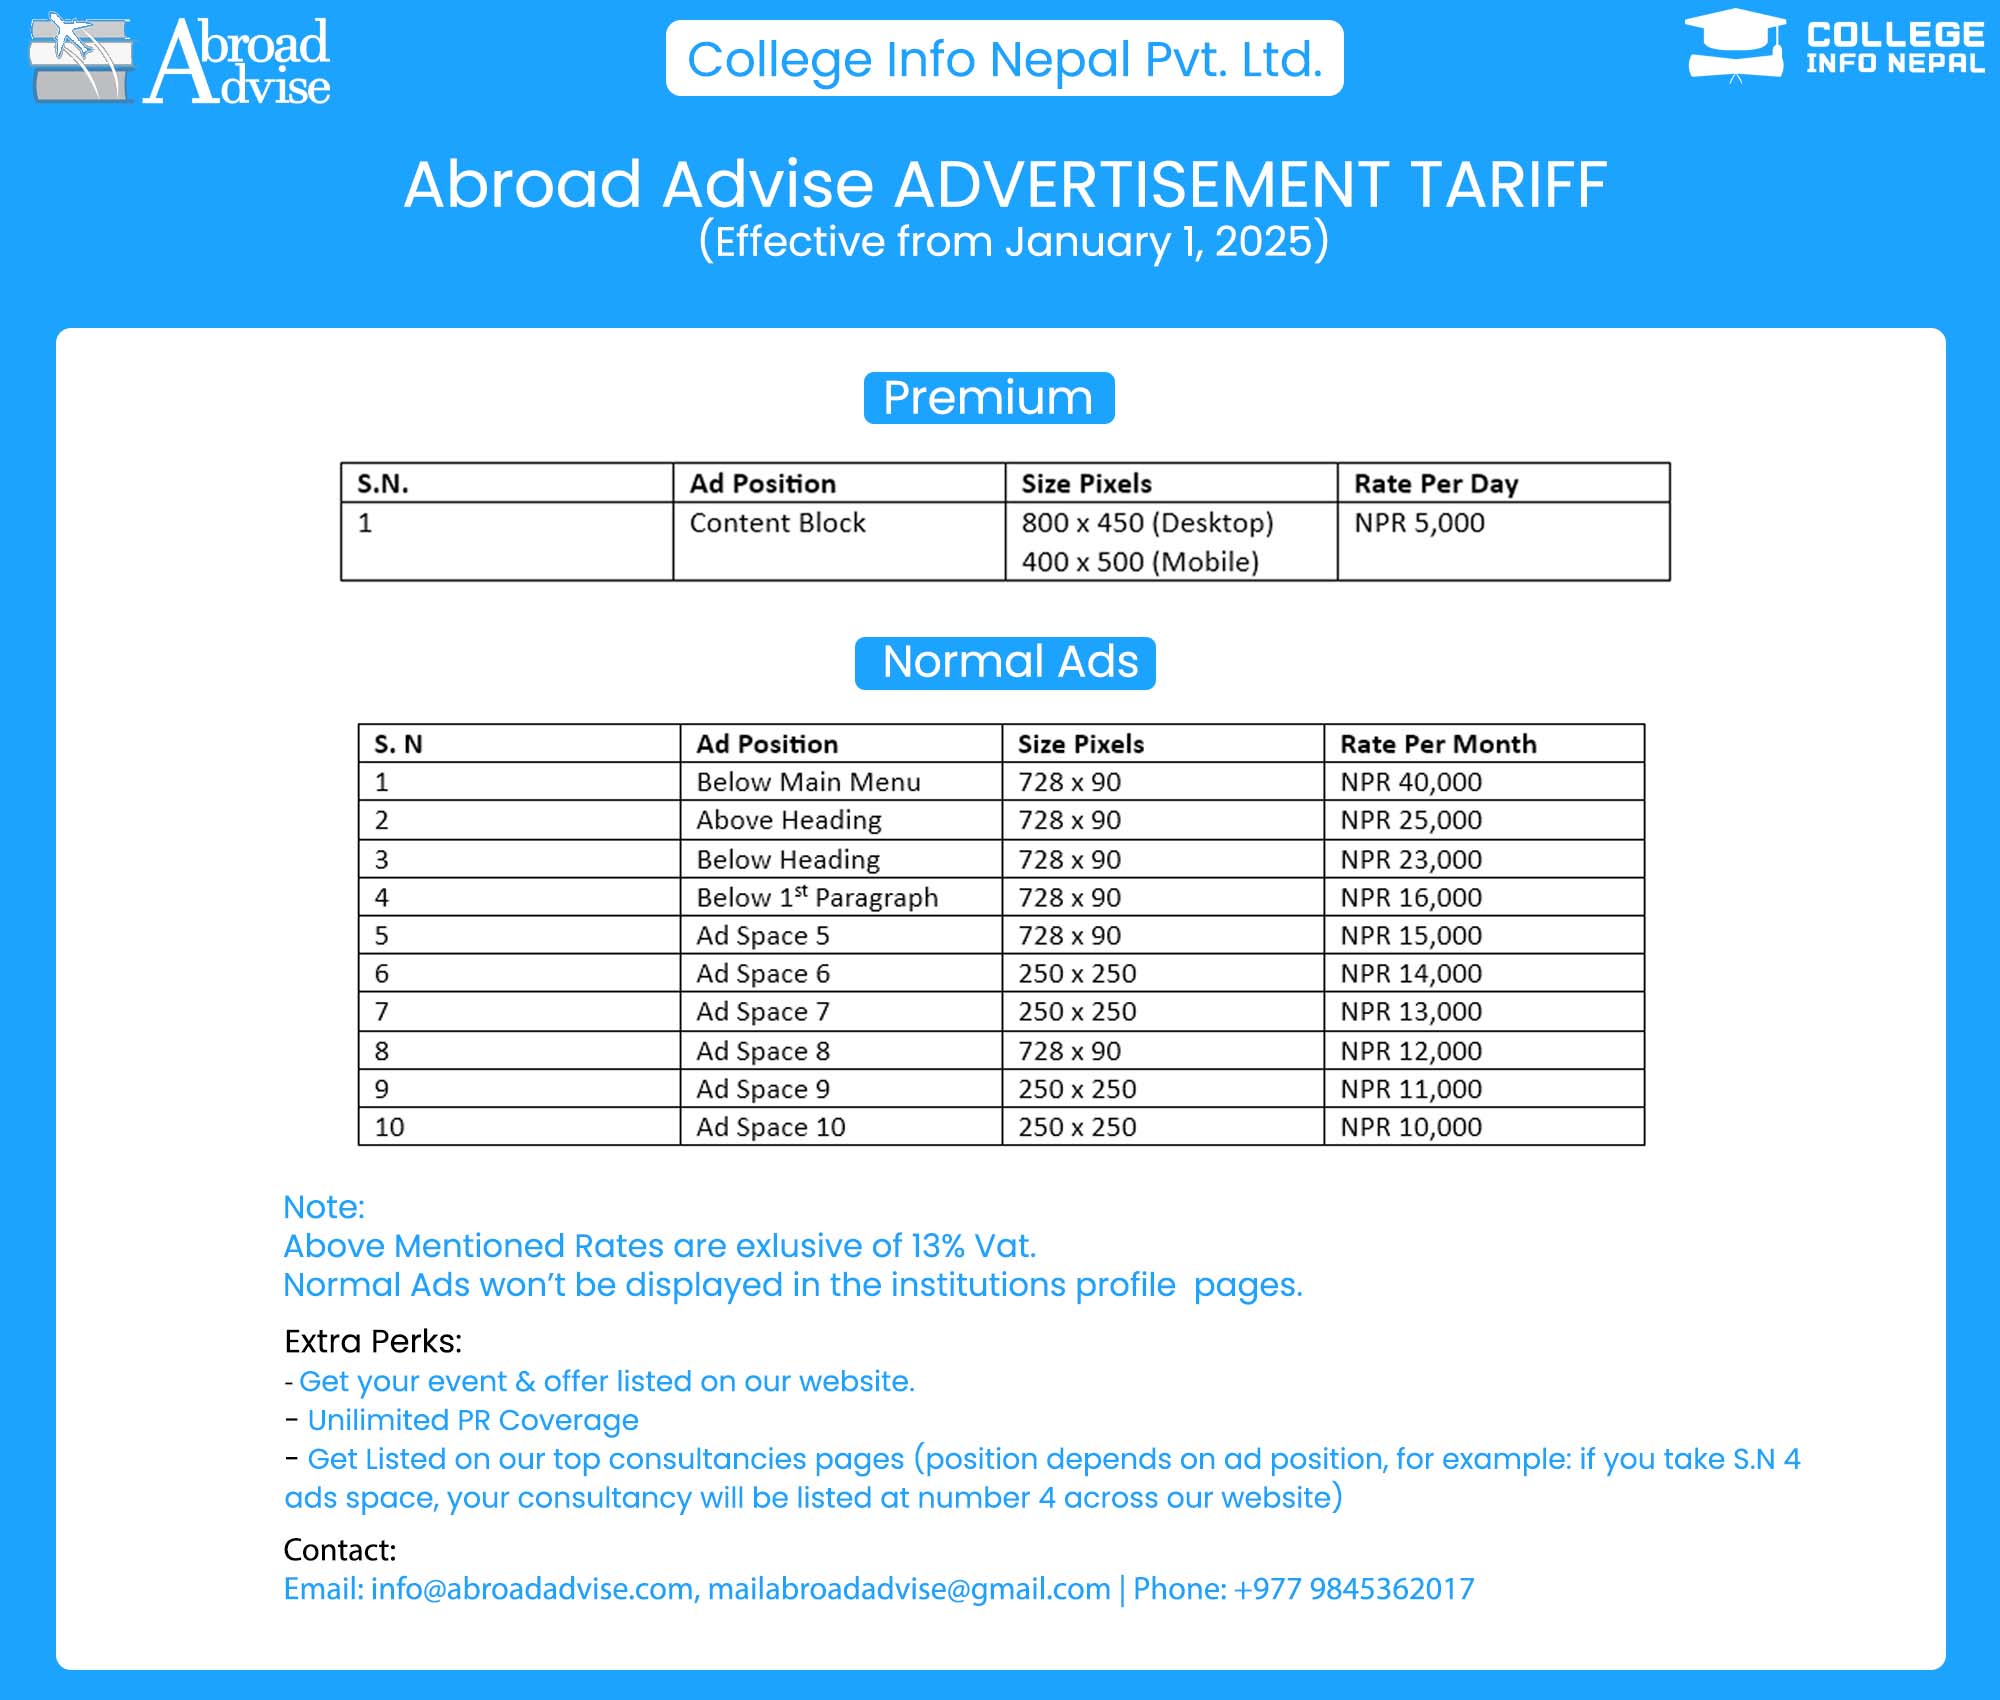 Abroad
Advise
College Info Nepal Pvt. Ltd.
COLLEGE
INFO NEPAL
Abroad Advise ADVERTISEMENT TARIFF
(Effective from January 1, 2025)
Premium
S.N. Ad Position Size Pixels Rate Per Day
1 Content Block 800 x 450 (Desktop) NPR 5,000
400 x 500 (Mobile)
Normal Ads
S. N Ad Position Size Pixels Rate Per Month
1 Below Main Menu 728 x 90 NPR 40,000
2 Above Heading 728 x 90 NPR 25,000
3 Below Heading 728 x 90 NPR 23,000
4 Below 1st Paragraph 728 x 90 NPR 16,000
5 Ad Space 5 728 x 90 NPR 15,000
6 Ad Space 6 250 x 250 NPR 14,000
7 Ad Space 7 250 x 250 NPR 13,000
8 Ad Space 8 728 x 90 NPR 12,000
9 Ad Space 9 250 x 250 NPR 11,000
10 Ad Space 10 250 x 250 NPR 10,000
Note:
Above Mentioned Rates are exlusive of 13% Vat.
Normal Ads won't be displayed in the institutions profile pages.
Extra Perks:
- Get your event & offer listed on our website.
- Unilimited PR Coverage
- Get Listed on our top consultancies pages (position depends on ad position, for example: if you take S.N 4
ads space, your consultancy will be listed at number 4 across our website)
Contact:
Email: info@abroadadvise.com, mailabroadadvise@gmail.com | Phone: +977 9845362017